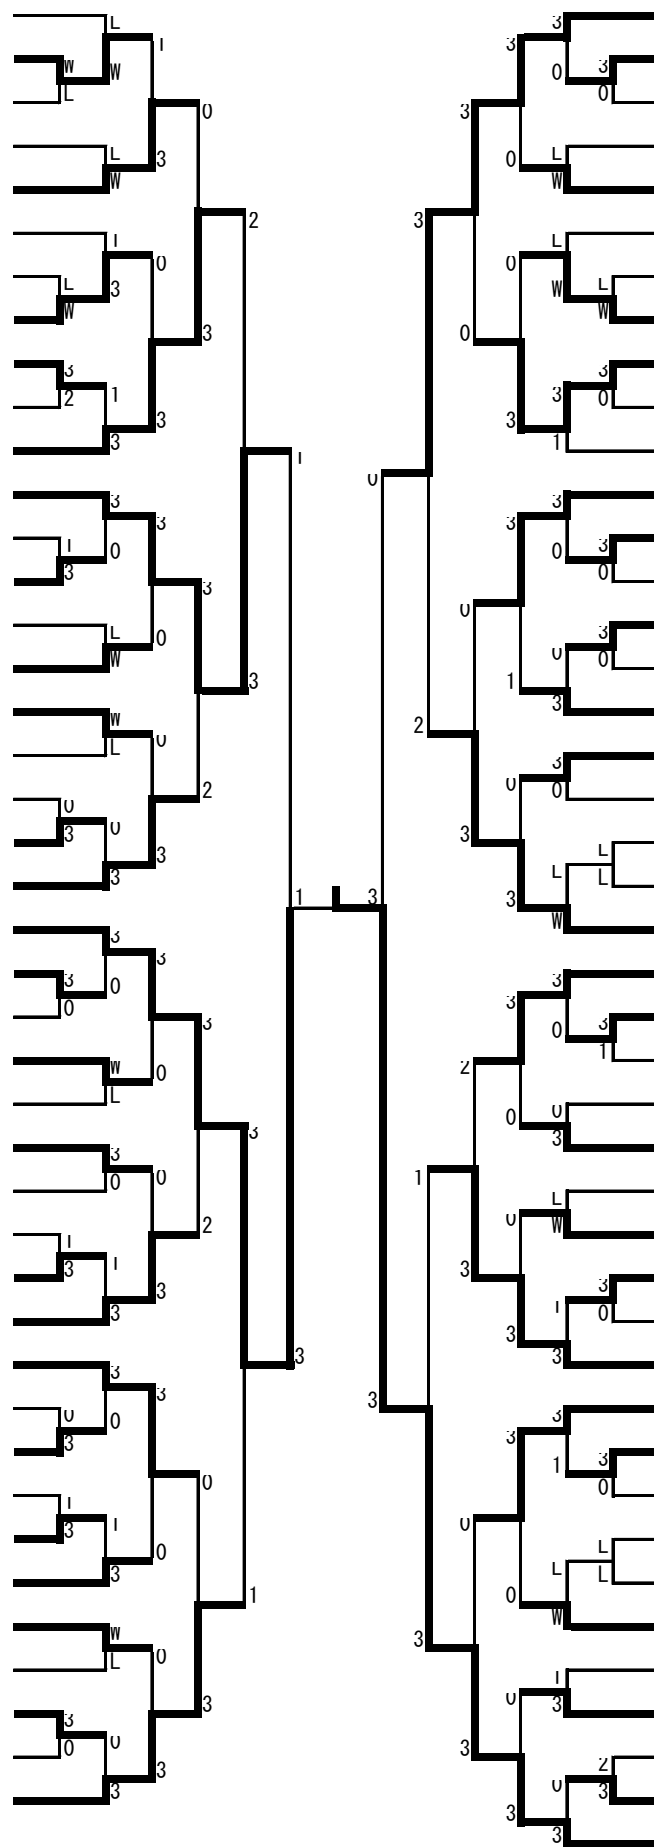 L 1 3
W W 3 0 3
L 0 3 0
L 3 0 L
W W
2 3
1 0 0 L
L 3 L W
W W
3 0
3 3
2 1 3 3 0
3 3 1
1 0
3 3 3 3
1 0 0 3
3 3 0 0
L 0 3
W 0 0
3 1 3
W 0 2
L 3
2 0 0
0 0 L
3 3 3 L L
3 1 3 3 W
3 3 3
3 0 3 0 3
0 3 2 1
W 0 0 0
L 3
3 3
0 0 1 L
2 0 W
1 3
3 1 3 3 1 0
3 3 3 3
3 3 3 3
0 0 3 1 3
3 0 0
1 0
3 1 L
0 L L
3 1 0 W
W
L 0 3 1
3 0 3
3 3 3 2
0 0 3 0 3
3 3 3